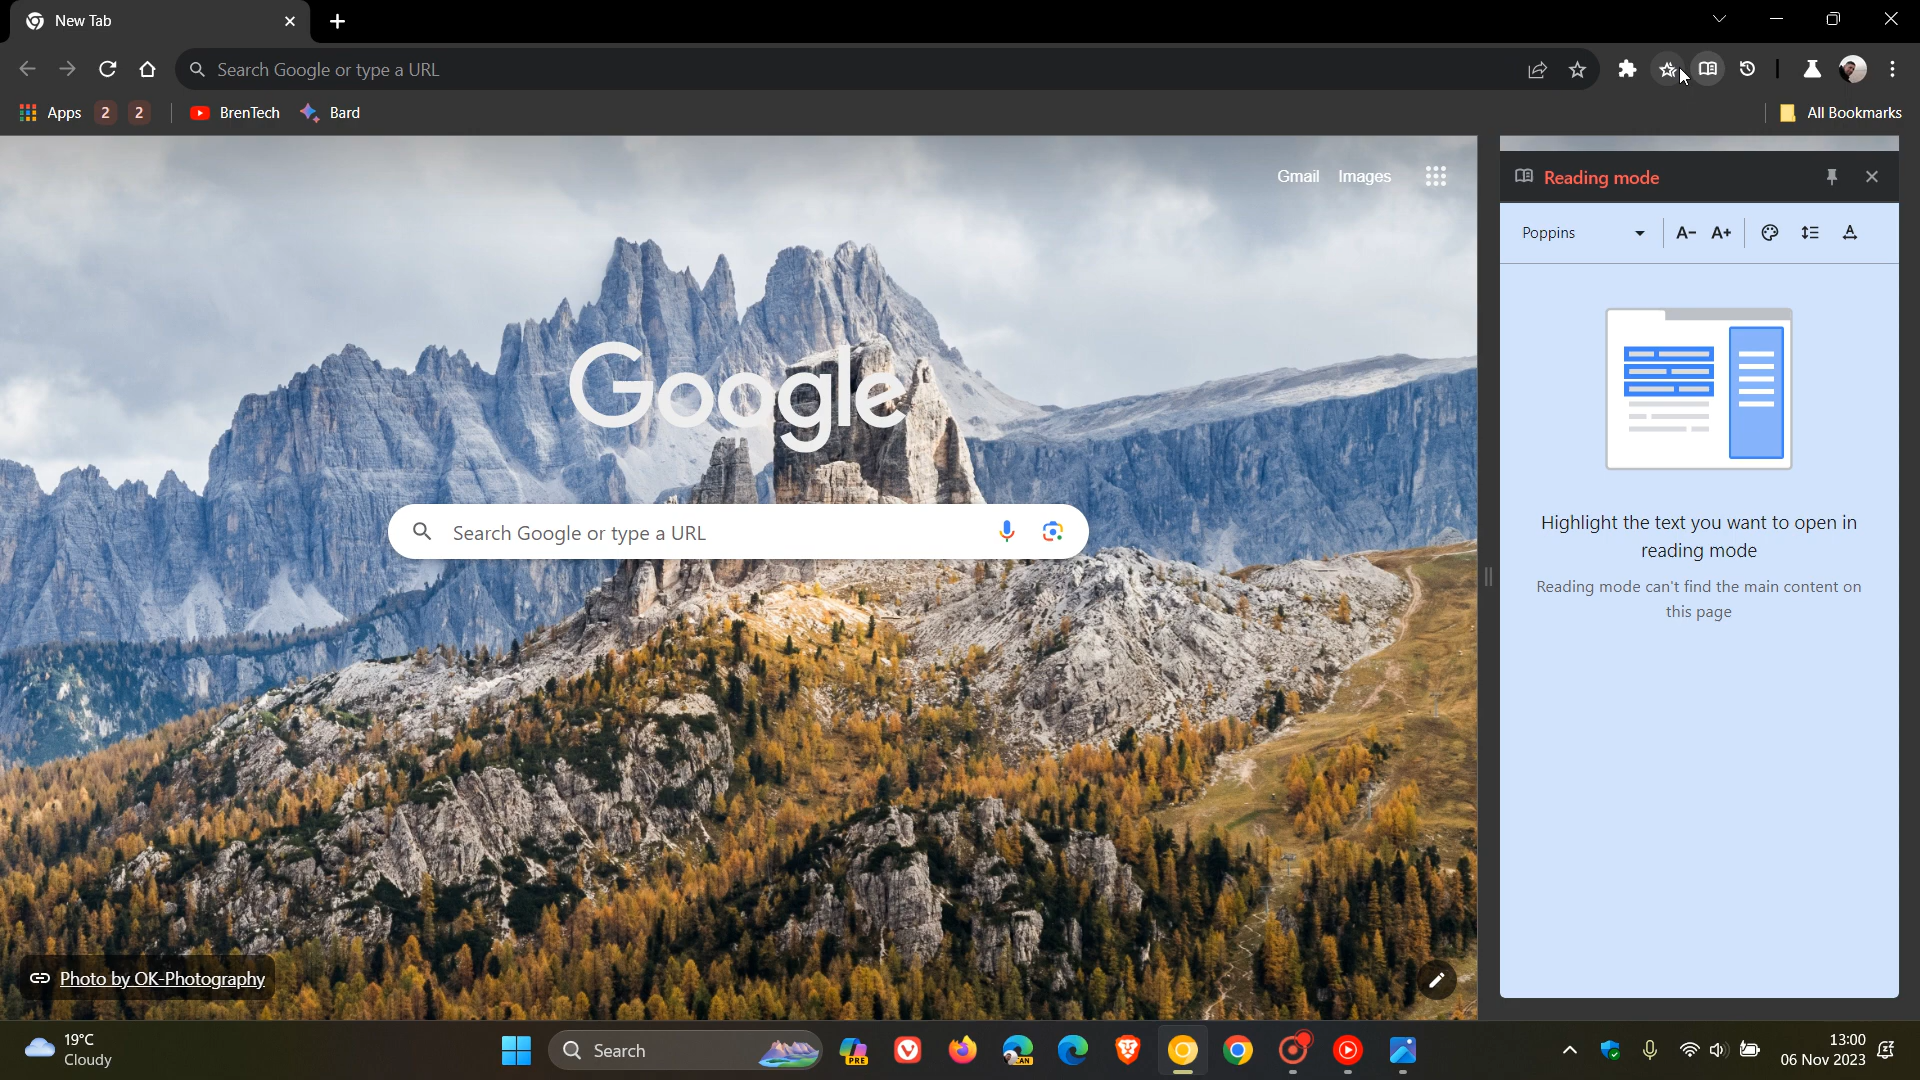 New Tab
Search Google or type a URL
Apps 2 2 BrenTech Bard All Bookmarks
Gmail Images
Reading mode
Poppins A- A+ A
Google
Search Google or type a URL
Highlight the text you want to open in
reading mode
Reading mode can't find the main content on
this page
Photo by OK-Photography
19°C
Cloudy
Search
PRE
CAN
13:00
06 Nov 2023